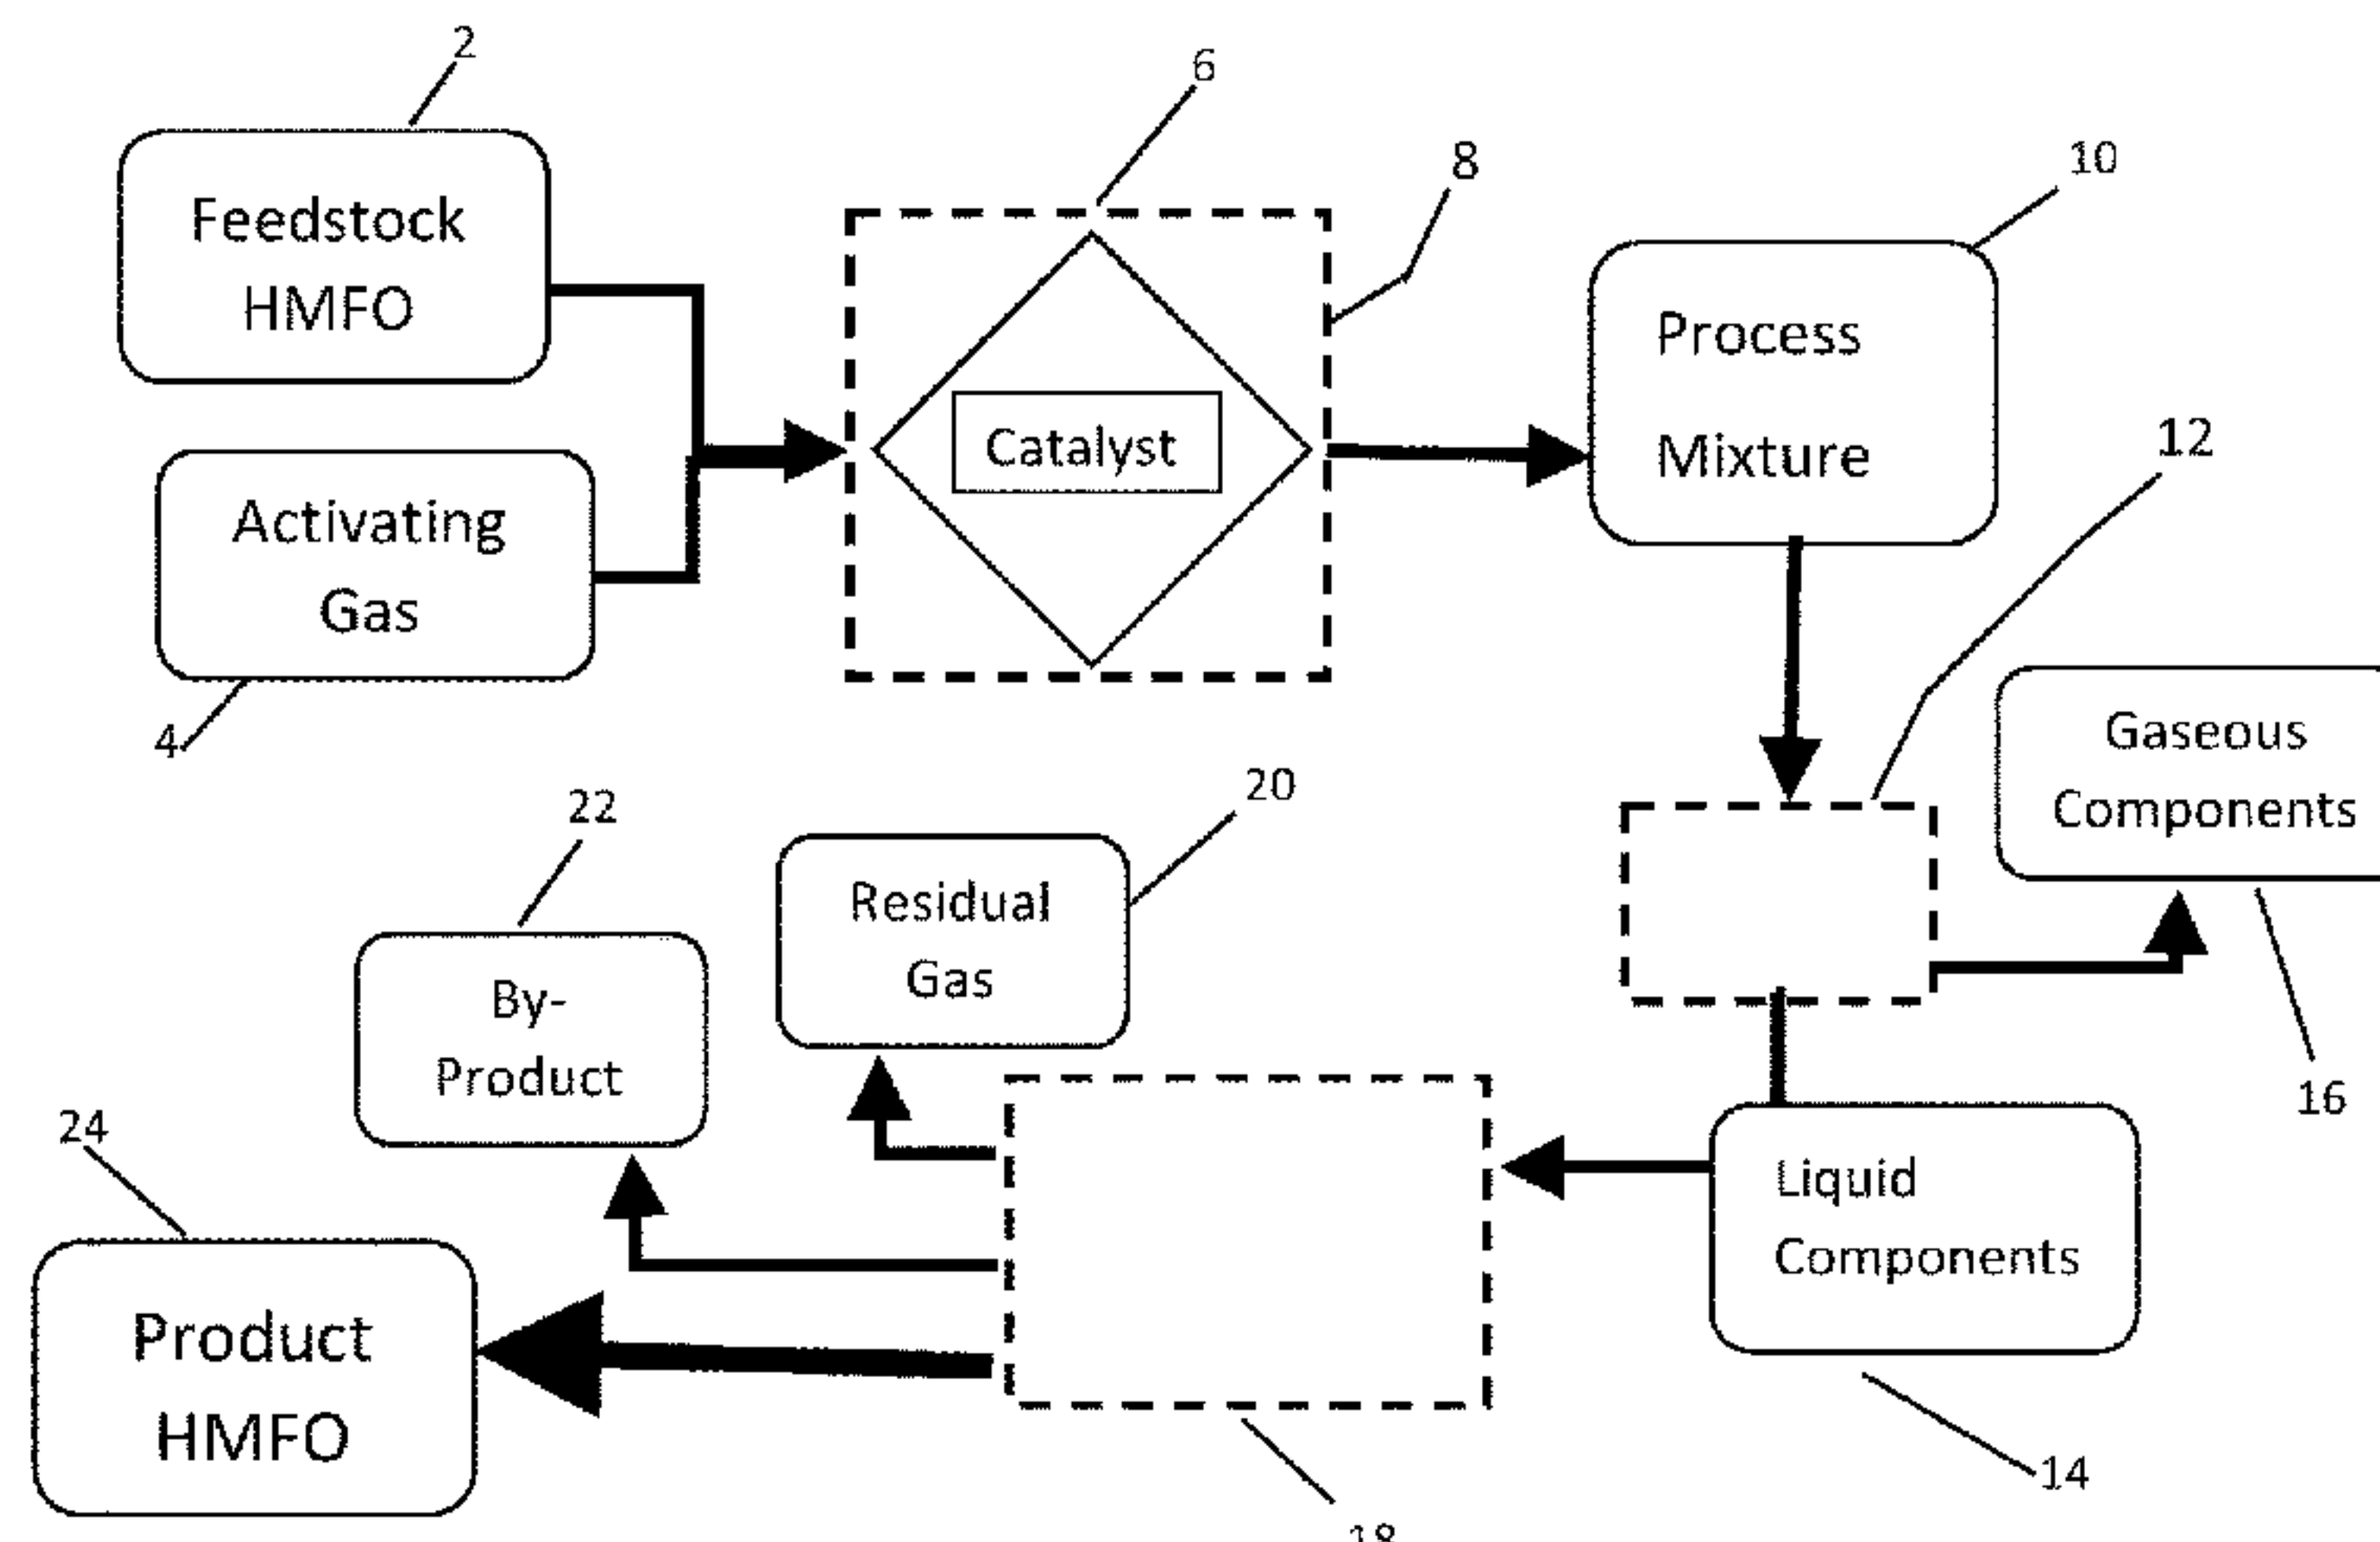 2
6
8
10
Feedstock
HMFO
Process
Mixture
Catalyst
12
Activating
Gas
4
Gaseous
Components
20
22
Residual
Gas
By-
Product
16
24
Liquid
Components
Product
HMFO
14
18